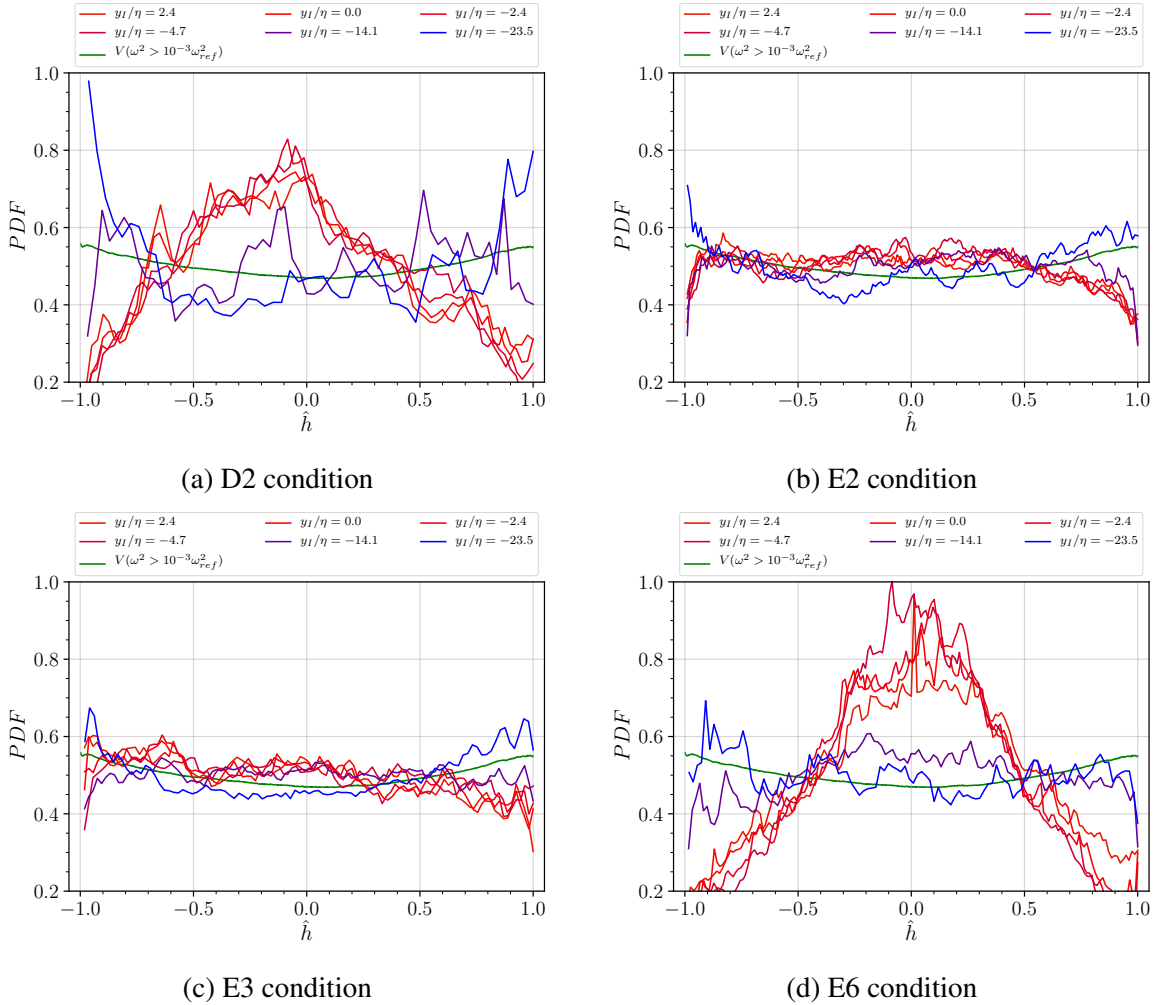 y_I/η = 2.4 y_I/η = 0.0 y_I/η = −2.4
y_I/η = −4.7 y_I/η = −14.1 y_I/η = −23.5
V(ω² > 10⁻³ω²_ref)
1.0
0.8
0.6
0.4
0.2
PDF
−1.0 −0.5 0.0 0.5 1.0
ĥ
(a) D2 condition
y_I/η = 2.4 y_I/η = 0.0 y_I/η = −2.4
y_I/η = −4.7 y_I/η = −14.1 y_I/η = −23.5
V(ω² > 10⁻³ω²_ref)
1.0
0.8
0.6
0.4
0.2
PDF
−1.0 −0.5 0.0 0.5 1.0
ĥ
(b) E2 condition
y_I/η = 2.4 y_I/η = 0.0 y_I/η = −2.4
y_I/η = −4.7 y_I/η = −14.1 y_I/η = −23.5
V(ω² > 10⁻³ω²_ref)
1.0
0.8
0.6
0.4
0.2
PDF
−1.0 −0.5 0.0 0.5 1.0
ĥ
(c) E3 condition
y_I/η = 2.4 y_I/η = 0.0 y_I/η = −2.4
y_I/η = −4.7 y_I/η = −14.1 y_I/η = −23.5
V(ω² > 10⁻³ω²_ref)
1.0
0.8
0.6
0.4
0.2
PDF
−1.0 −0.5 0.0 0.5 1.0
ĥ
(d) E6 condition